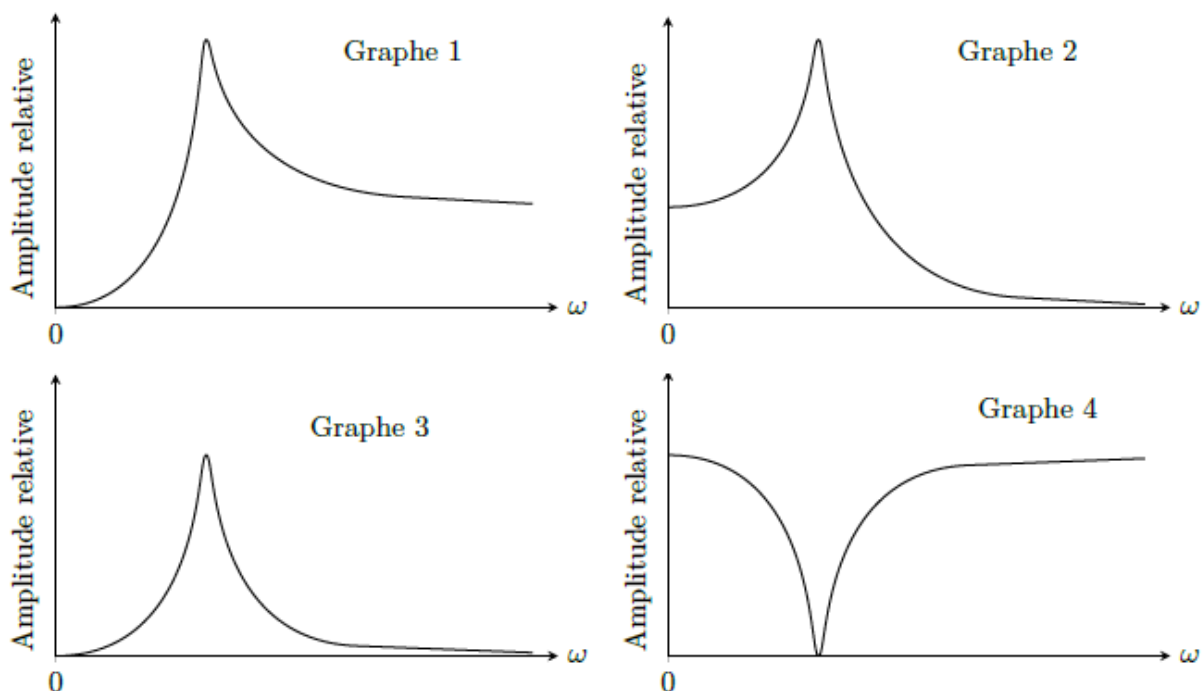 Graphe 1
Amplitude relative
ω
0
Graphe 2
Amplitude relative
ω
0
Graphe 3
Amplitude relative
ω
0
Graphe 4
Amplitude relative
ω
0